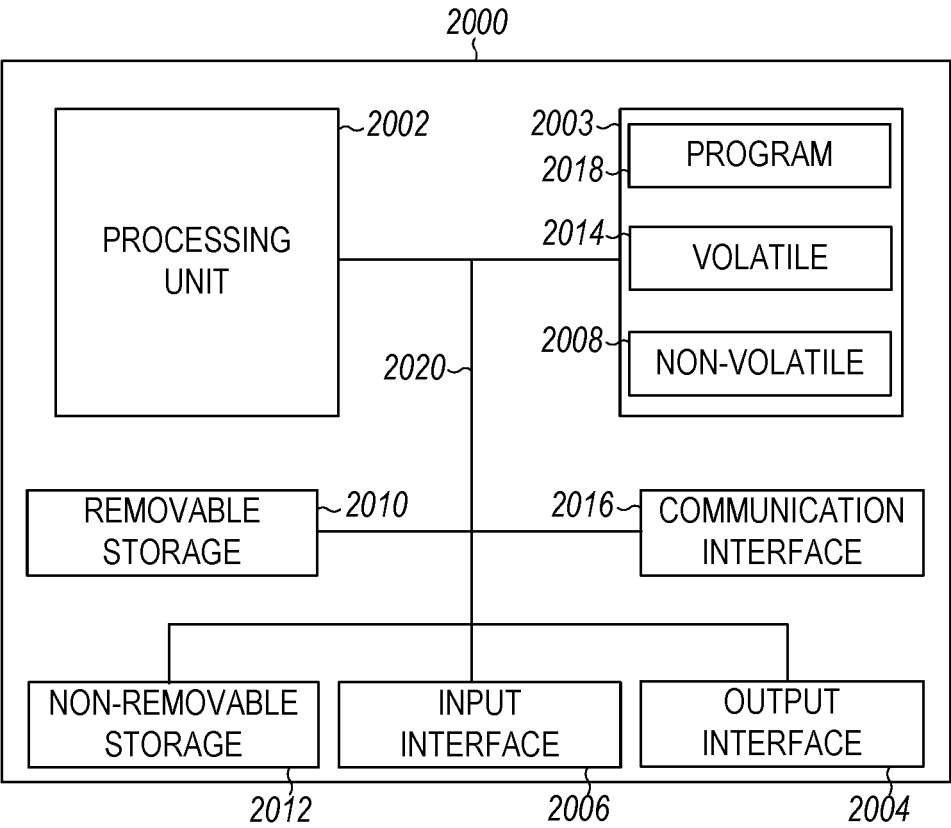 2000
2002
PROCESSING
UNIT
2003
PROGRAM
2018
2014
VOLATILE
2008
NON-VOLATILE
2020
REMOVABLE
STORAGE
2010
2016
COMMUNICATION
INTERFACE
NON-REMOVABLE
STORAGE
2012
INPUT
INTERFACE
2006
OUTPUT
INTERFACE
2004